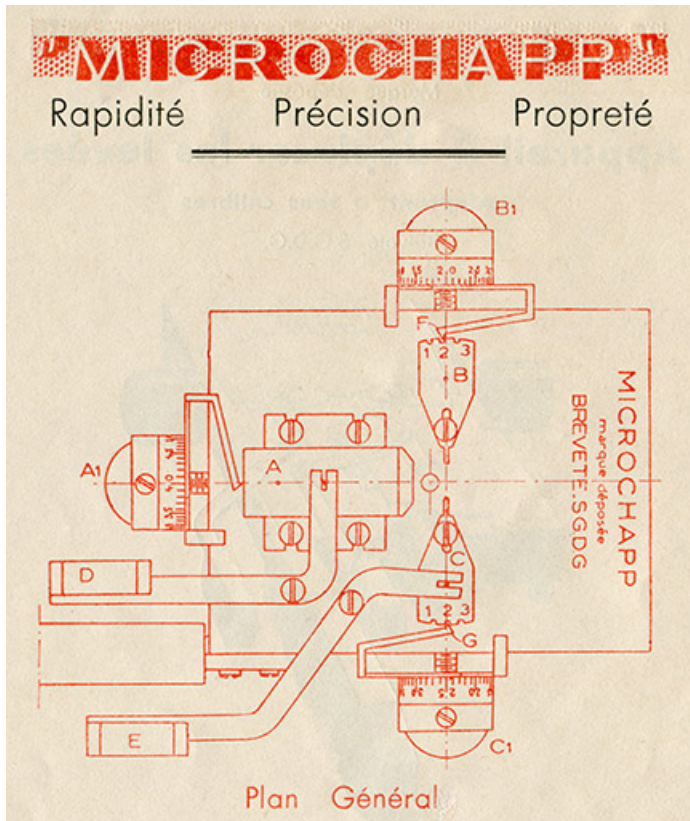 "MICROCHAPP"
Rapidité Précision Propreté
B1
F
1 2 3
B
MICROCHAPP
marque déposée
BREVETE.S.G.D.G
A1
A
C
D
1 2 3
G
E
C1
Plan Général